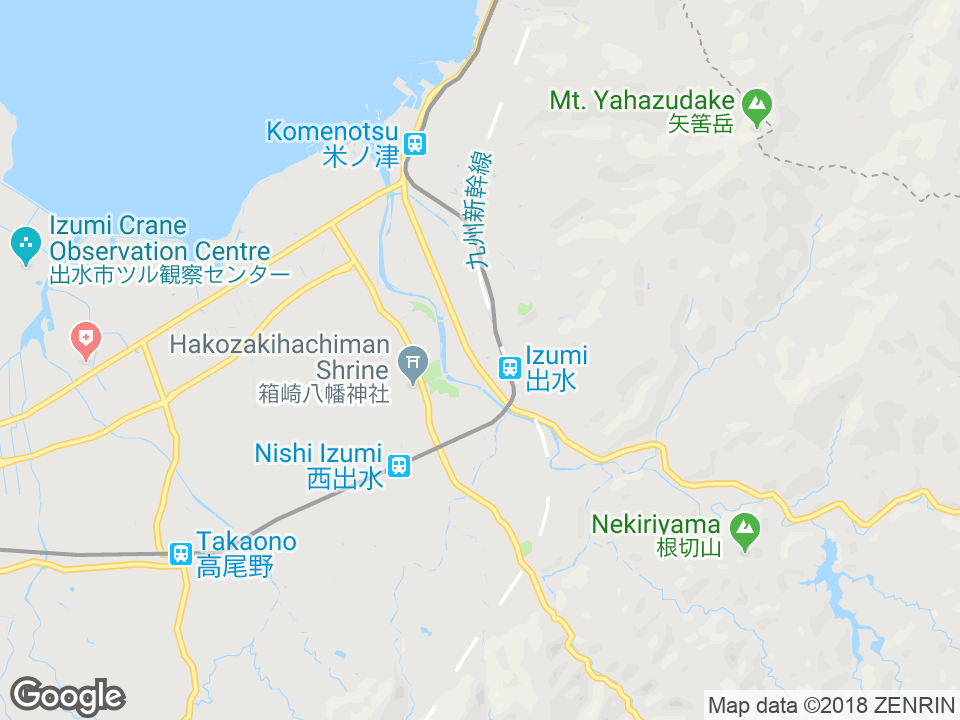 Mt. Yahazudake
矢筈岳
Komenotsu
米ノ津
九州新幹線
Izumi Crane
Observation Centre
出水市ツル観察センター
Hakozakihachiman
Shrine
箱崎八幡神社
Izumi
出水
Nishi Izumi
西出水
Nekiriyama
根切山
Takaono
高尾野
Google
Map data ©2018 ZENRIN